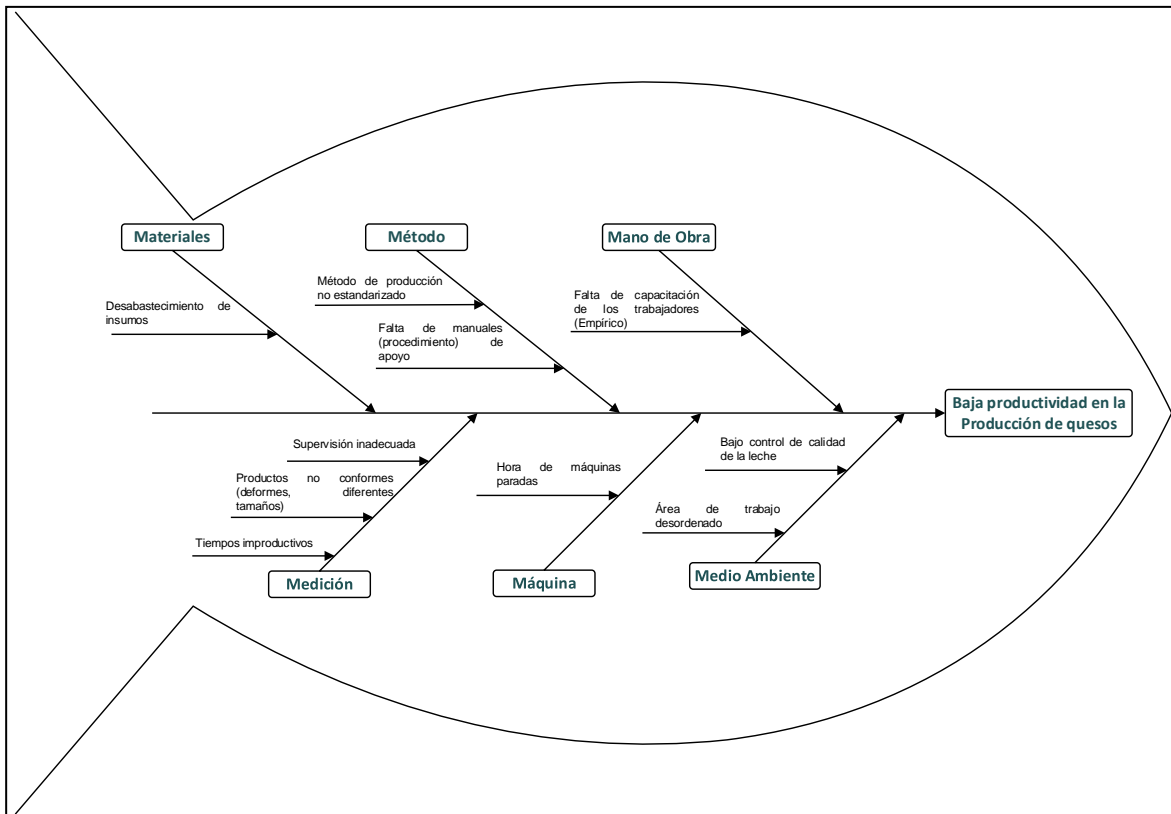 Materiales
Método
Mano de Obra
Desabastecimiento de
insumos
Método de producción
no estandarizado
Falta de manuales
(procedimiento) de
apoyo
Falta de capacitación
de los trabajadores
(Empírico)
Baja productividad en la
Producción de quesos
Supervisión inadecuada
Productos no conformes
(deformes, diferentes
tamaños)
Tiempos improductivos
Hora de máquinas
paradas
Bajo control de calidad
de la leche
Área de trabajo
desordenado
Medición
Máquina
Medio Ambiente